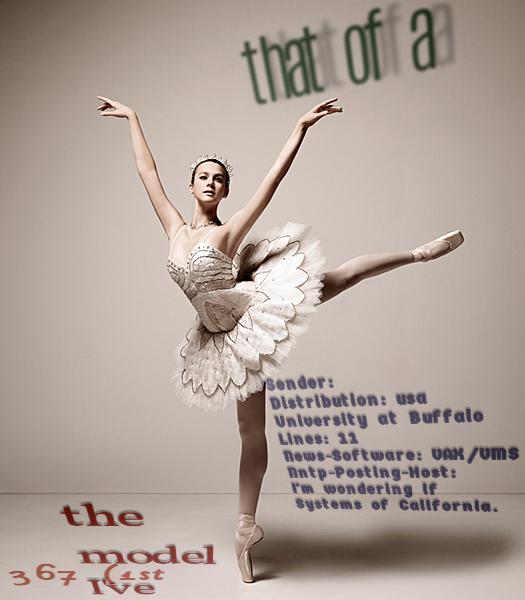 that of a
Sender:
Distribution: usa
University at Buffalo
Lines: 11
News-Software: VAX/VMS
Nntp-Posting-Host:
I'm wondering if
Systems of California.
the
model
367 (1st
Ive